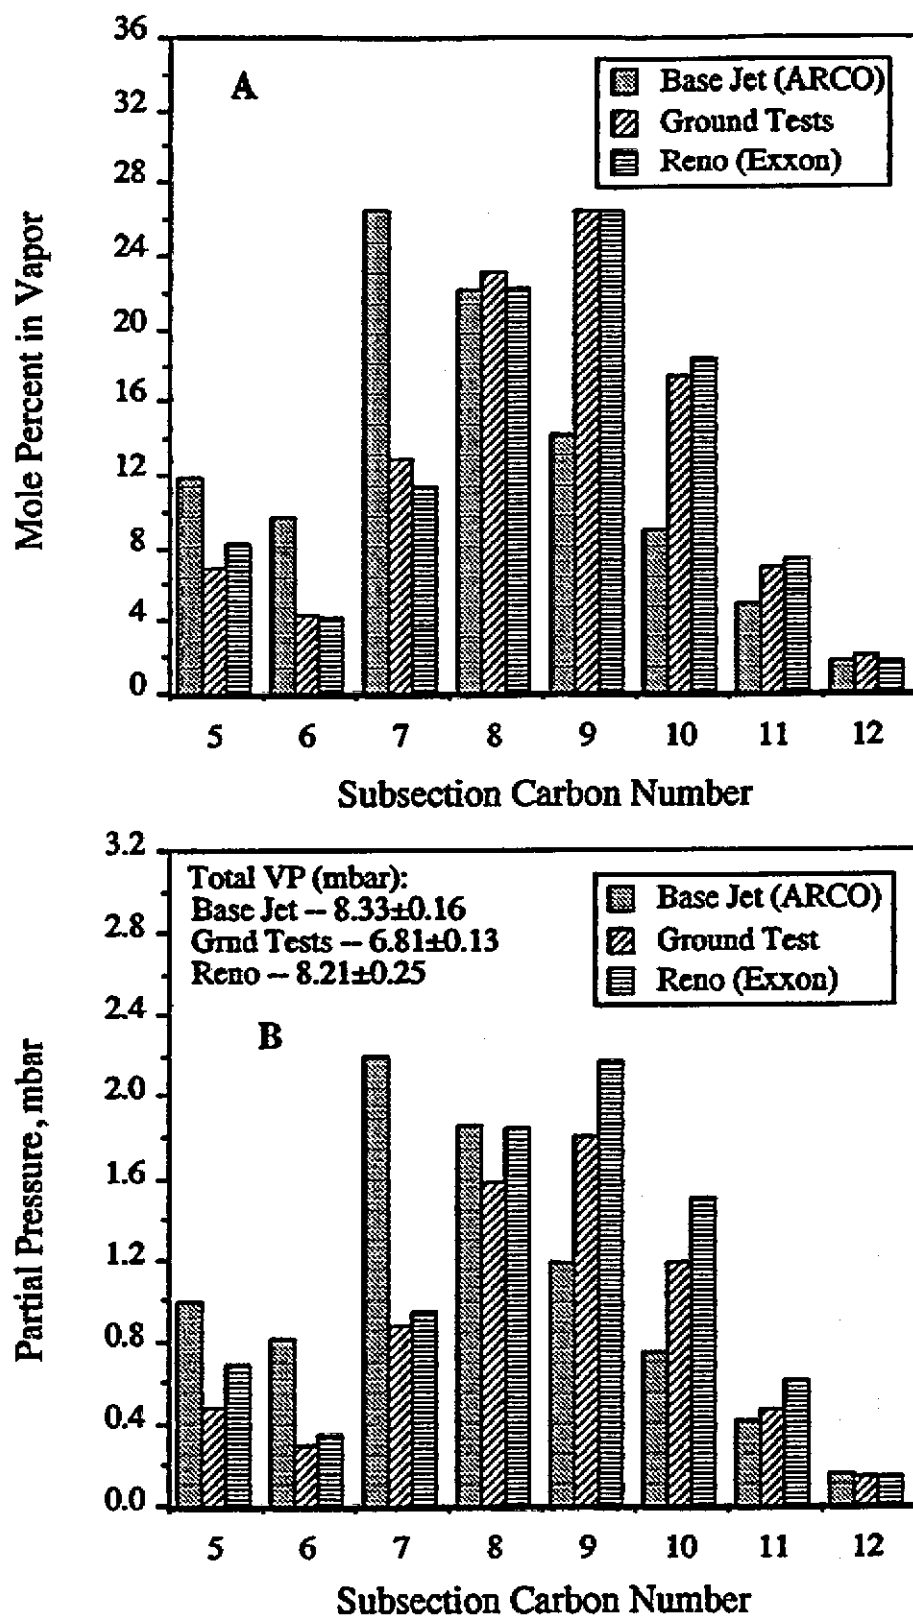 36
32
28
24
20
16
12
8
4
0
Mole Percent in Vapor
A
Base Jet (ARCO)
Ground Tests
Reno (Exxon)
5 6 7 8 9 10 11 12
Subsection Carbon Number
3.2
2.8
2.4
2.0
1.6
1.2
0.8
0.4
0.0
Partial Pressure, mbar
Total VP (mbar):
Base Jet -- 8.33±0.16
Grnd Tests -- 6.81±0.13
Reno -- 8.21±0.25
B
Base Jet (ARCO)
Ground Test
Reno (Exxon)
5 6 7 8 9 10 11 12
Subsection Carbon Number